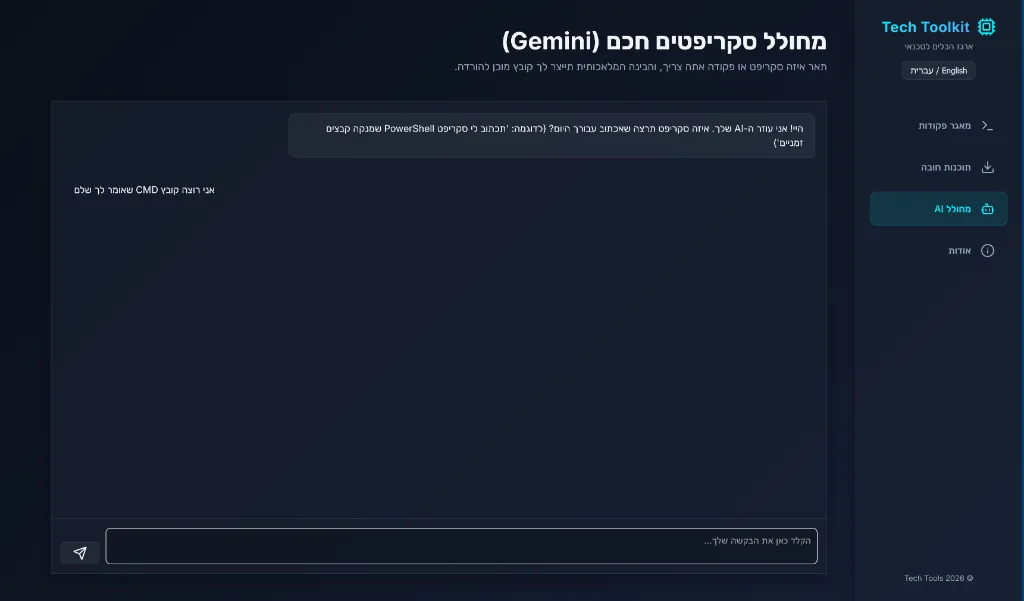 Tech Toolkit
ארגז הכלים לטכנאי
עברית / English
מאגר פקודות
תוכנות חובה
מחולל AI
אודות
Tech Tools 2026 ©
מחולל סקריפטים חכם (Gemini)
תאר איזה סקריפט או פקודה אתה צריך, והבינה המלאכותית תייצר לך קובץ מוכן להורדה.
היי! אני עוזר ה-AI שלך. איזה סקריפט תרצה שאכתוב עבורך היום? (לדוגמה: 'תכתוב לי סקריפט PowerShell שמנקה קבצים
זמניים')
אני רוצה קובץ CMD שאומר לך שלם
הקלד כאן את הבקשה שלך...